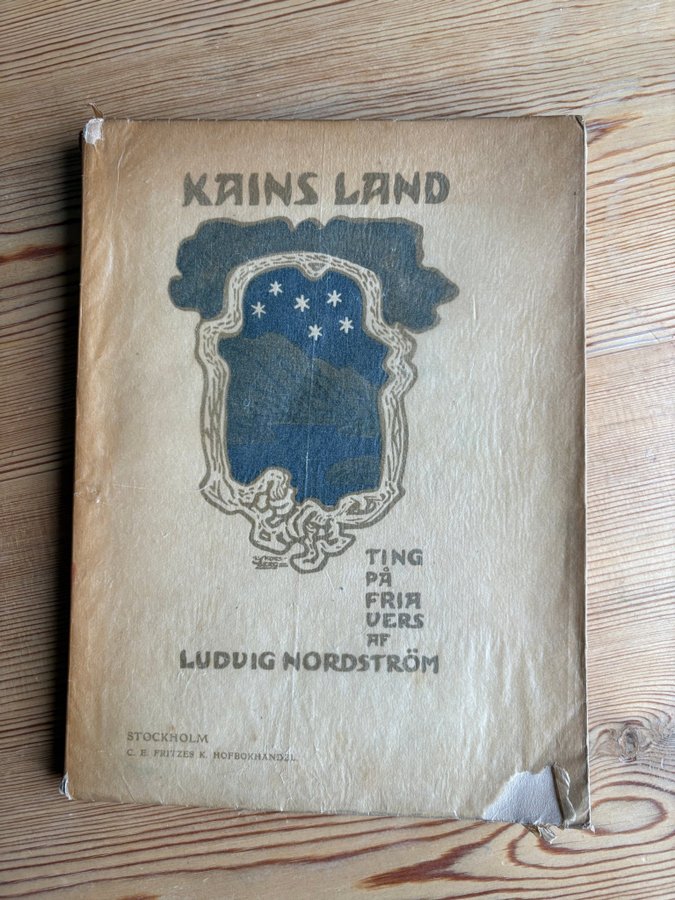 KAINS LAND
TING
PÅ
FRIA
VERS
AF
LUDVIG NORDSTRÖM
STOCKHOLM
C. E. FRITZES K. HOFBOKHANDEL.